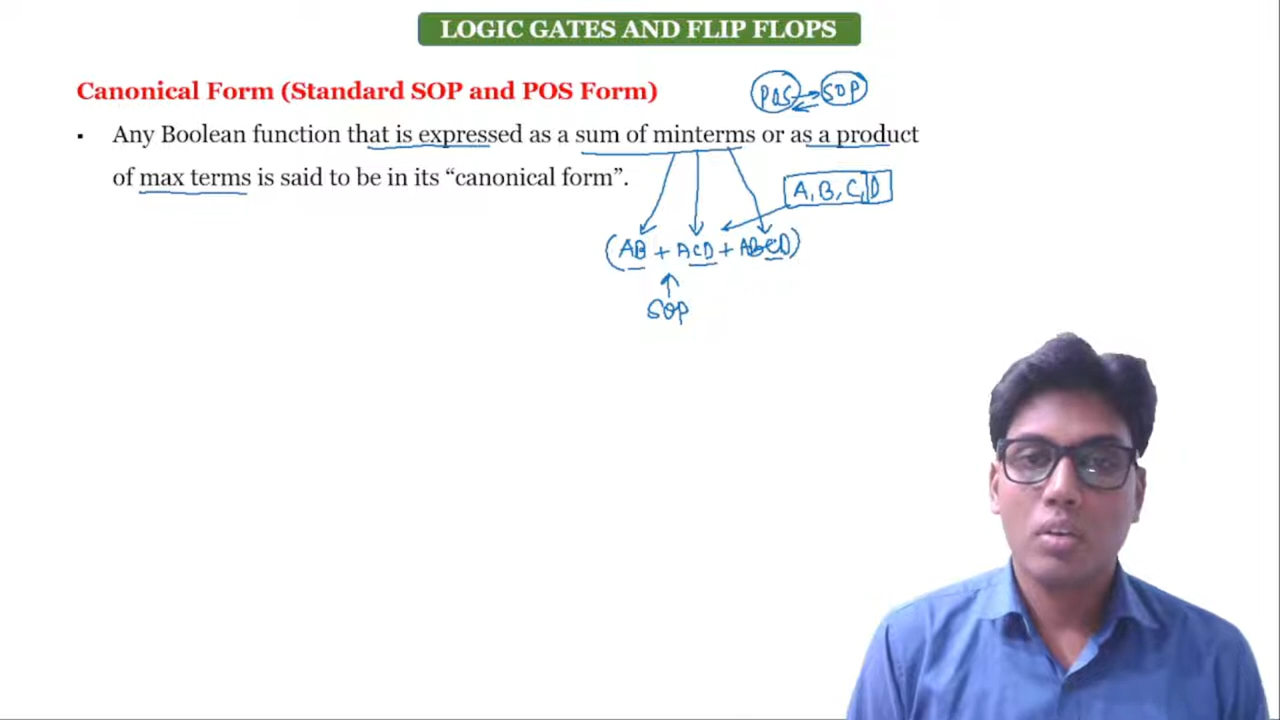 LOGIC GATES AND FLIP FLOPS
Canonical Form (Standard SOP and POS Form)
POS SOP
▪ Any Boolean function that is expressed as a sum of minterms or as a product
of max terms is said to be in its “canonical form”.
A, B, C, D
(AB + ACD + ABCD)
SOP